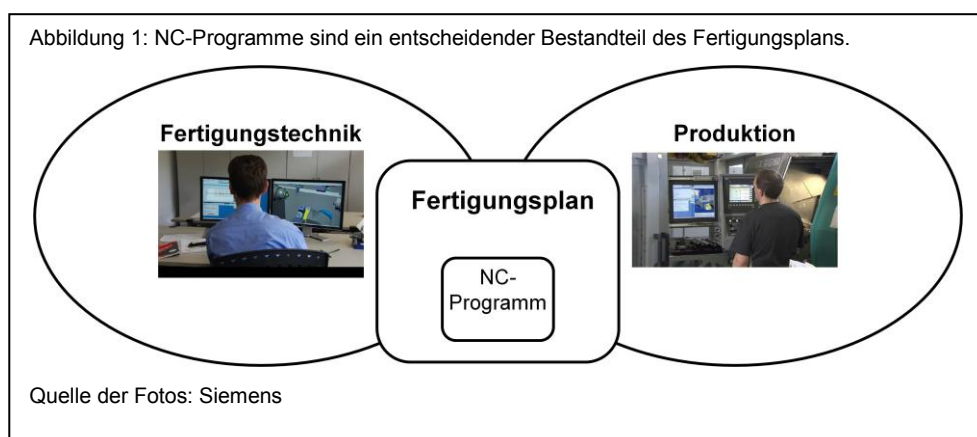 Abbildung 1: NC-Programme sind ein entscheidender Bestandteil des Fertigungsplans.
Fertigungstechnik
Produktion
Fertigungsplan
NC-
Programm
Quelle der Fotos: Siemens